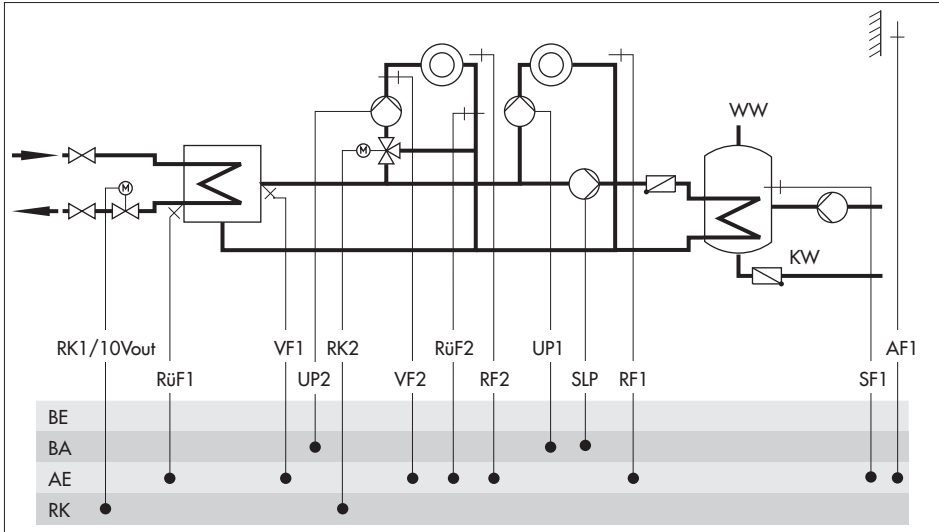 WW
M
M
KW
RK1/10Vout VF1 RK2 RüF2 UP1 AF1
RüF1 UP2 VF2 RF2 SLP RF1 SF1
BE
BA
AE
RK